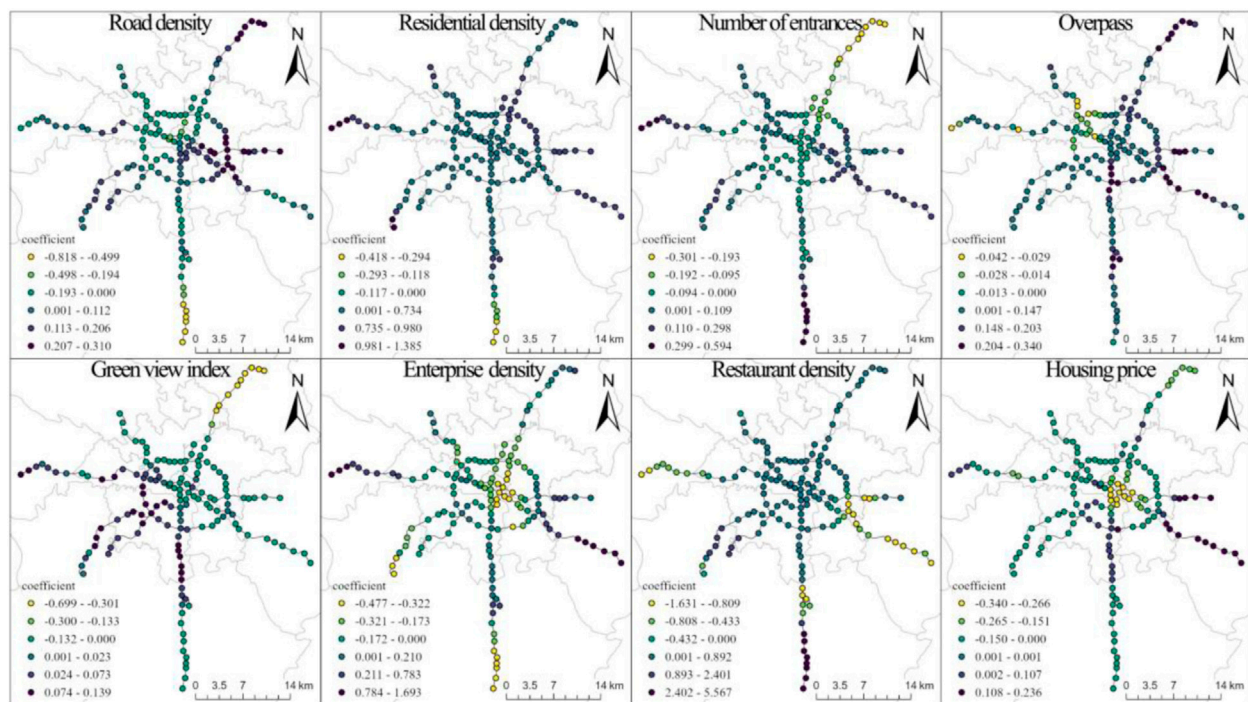 Road density
N
coefficient
-0.818 - -0.499
-0.498 - -0.194
-0.193 - 0.000
0.001 - 0.112
0.113 - 0.206
0.207 - 0.310
0 3.5 7 14 km
Residential density
N
coefficient
-0.418 - -0.294
-0.293 - -0.118
-0.117 - 0.000
0.001 - 0.734
0.735 - 0.980
0.981 - 1.385
0 3.5 7 14 km
Number of entrances
N
coefficient
-0.301 - -0.193
-0.192 - -0.095
-0.094 - 0.000
0.001 - 0.109
0.110 - 0.298
0.299 - 0.594
0 3.5 7 14 km
Overpass
N
coefficient
-0.042 - -0.029
-0.028 - -0.014
-0.013 - 0.000
0.001 - 0.147
0.148 - 0.203
0.204 - 0.340
0 3.5 7 14 km
Green view index
N
coefficient
-0.699 - -0.301
-0.300 - -0.133
-0.132 - 0.000
0.001 - 0.023
0.024 - 0.073
0.074 - 0.139
0 3.5 7 14 km
Enterprise density
N
coefficient
-0.477 - -0.322
-0.321 - -0.173
-0.172 - 0.000
0.001 - 0.210
0.211 - 0.783
0.784 - 1.693
0 3.5 7 14 km
Restaurant density
N
coefficient
-1.631 - -0.809
-0.808 - -0.433
-0.432 - 0.000
0.001 - 0.892
0.893 - 2.401
2.402 - 5.567
0 3.5 7 14 km
Housing price
N
coefficient
-0.340 - -0.266
-0.265 - -0.151
-0.150 - 0.000
0.001 - 0.001
0.002 - 0.107
0.108 - 0.236
0 3.5 7 14 km